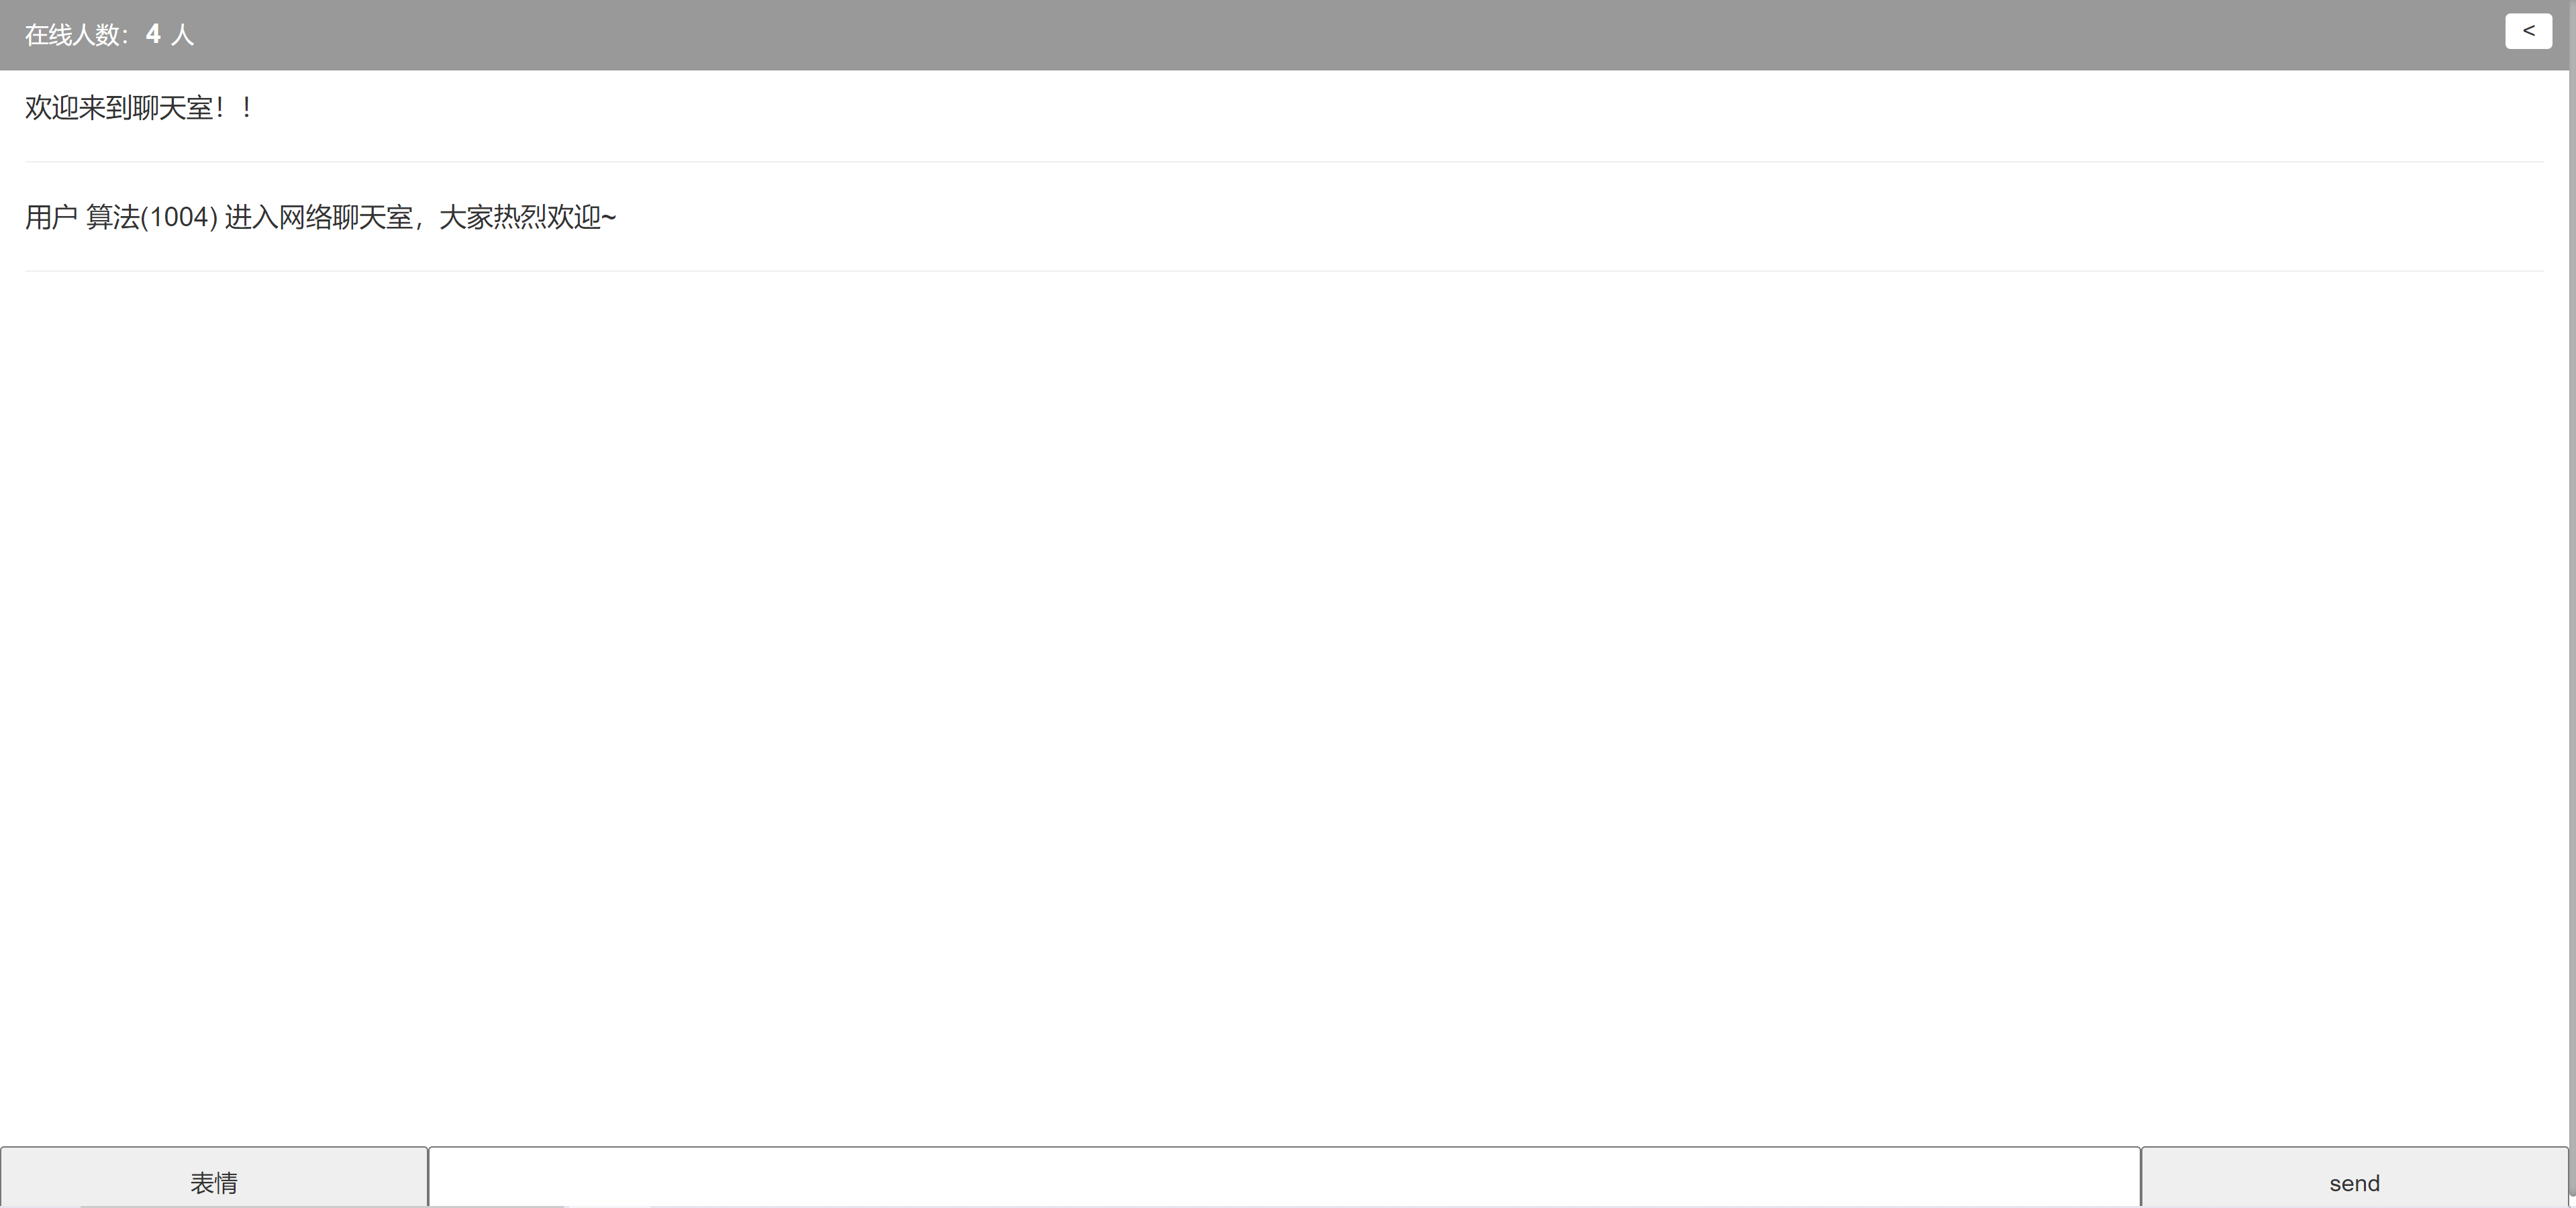 在线人数： 4 人
<
欢迎来到聊天室！！
用户 算法(1004) 进入网络聊天室，大家热烈欢迎~
表情
send